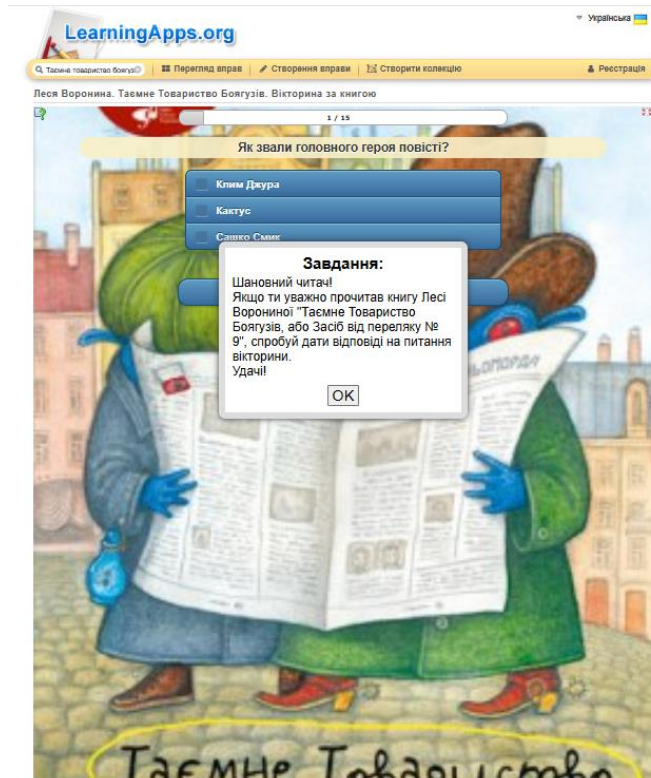 LearningApps.org
Українська
Таємне товариство боягуз
Перегляд вправ
Створення вправи
Створити колекцію
Реєстрація
Леся Воронина. Таємне Товариство Боягузів. Вікторина за книгою
1 / 15
Як звали головного героя повісті?
Клим Джура
Кактус
Сашко Смик
Завдання:
Шановний читач!
Якщо ти уважно прочитав книгу Лесі
Ворониної "Таємне Товариство
Боягузів, або Засіб від переляку №
9", спробуй дати відповіді на питання
вікторини.
Удачі!
OK
Таємне Товариство